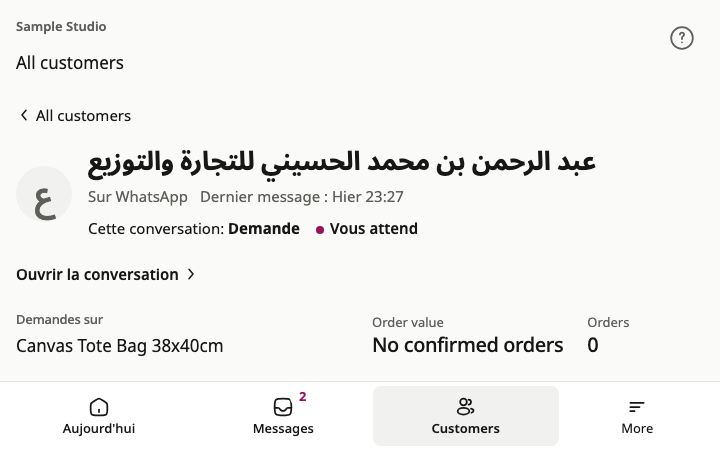 Sample Studio
All customers
All customers
ع
عبد الرحمن بن محمد الحسيني للتجارة والتوزيع
Sur WhatsApp Dernier message : Hier 23:27
Cette conversation: Demande Vous attend
Ouvrir la conversation
Demandes sur
Canvas Tote Bag 38x40cm
Order value
No confirmed orders
Orders
0
Aujourd'hui
2
Messages
Customers
More